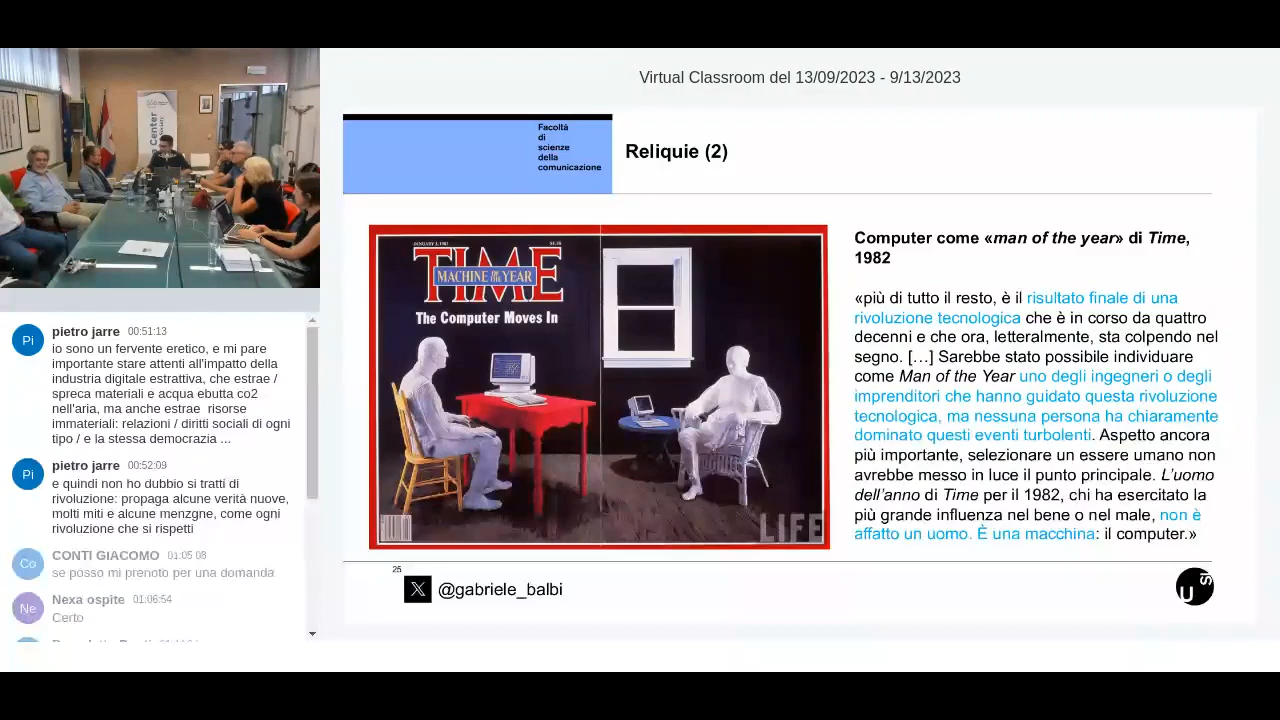 Virtual Classroom del 13/09/2023 - 9/13/2023
Facoltà
di
scienze
della
comunicazione
Reliquie (2)
JANUARY 3, 1983
TIME
MACHINE OF THE YEAR
The Computer Moves In
LIFE
Computer come «man of the year» di Time,
1982
«più di tutto il resto, è il risultato finale di una
rivoluzione tecnologica che è in corso da quattro
decenni e che ora, letteralmente, sta colpendo nel
segno. […] Sarebbe stato possibile individuare
come Man of the Year uno degli ingegneri o degli
imprenditori che hanno guidato questa rivoluzione
tecnologica, ma nessuna persona ha chiaramente
dominato questi eventi turbolenti. Aspetto ancora
più importante, selezionare un essere umano non
avrebbe messo in luce il punto principale. L'uomo
dell'anno di Time per il 1982, chi ha esercitato la
più grande influenza nel bene o nel male, non è
affatto un uomo. È una macchina: il computer.»
25
@gabriele_balbi
U SI
Center
Pi
pietro jarre 00:51:13
io sono un fervente eretico, e mi pare
importante stare attenti all'impatto della
industria digitale estrattiva, che estrae /
spreca materiali e acqua ebutta co2
nell'aria, ma anche estrae risorse
immateriali: relazioni / diritti sociali di ogni
tipo / e la stessa democrazia ...
Pi
pietro jarre 00:52:09
e quindi non ho dubbio si tratti di
rivoluzione: propaga alcune verità nuove,
molti miti e alcune menzgne, come ogni
rivoluzione che si rispetti
Co
CONTI GIACOMO 01:05:08
se posso mi prenoto per una domanda
Ne
Nexa ospite 01:06:54
Certo